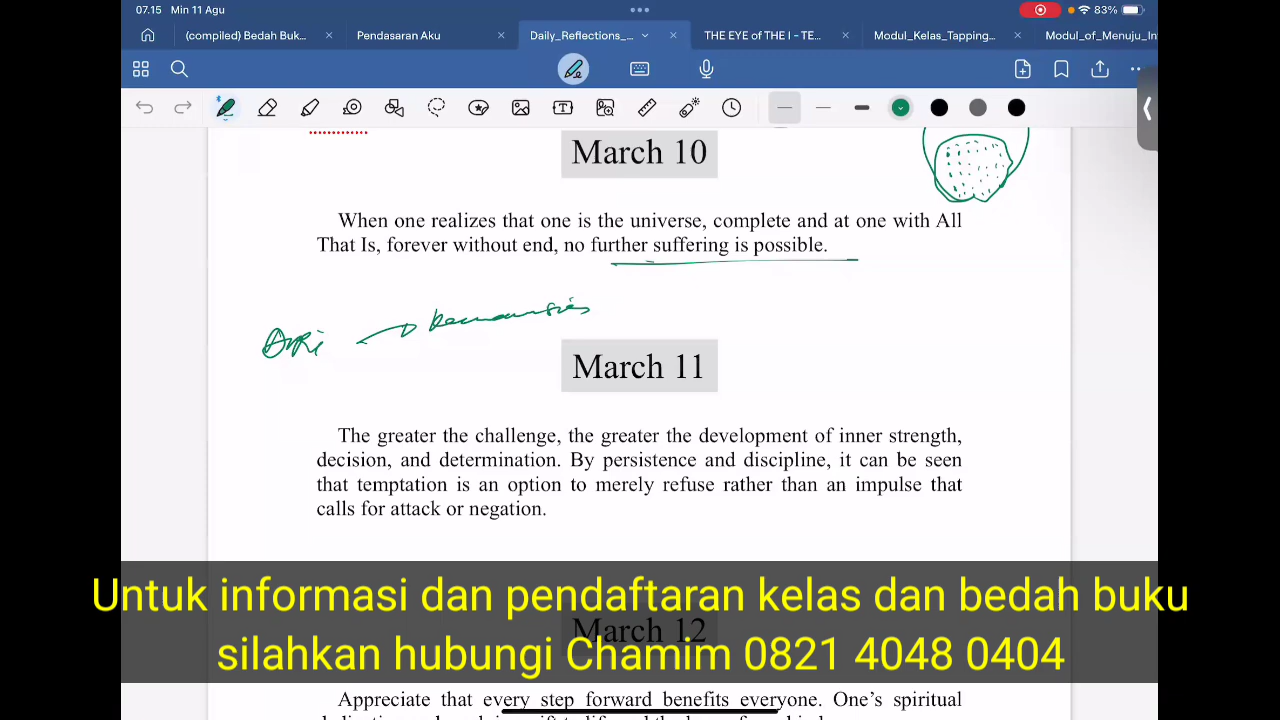 07.15 Min 11 Agu
83%
(compiled) Bedah Buk...
Pendasaran Aku
Daily_Reflections_...
THE EYE of THE I - TE...
Modul_Kelas_Tapping...
Modul_of_Menuju_In
March 10
When one realizes that one is the universe, complete and at one with All
That Is, forever without end, no further suffering is possible.
March 11
The greater the challenge, the greater the development of inner strength,
decision, and determination. By persistence and discipline, it can be seen
that temptation is an option to merely refuse rather than an impulse that
calls for attack or negation.
Untuk informasi dan pendaftaran kelas dan bedah buku
March 12
silahkan hubungi Chamim 0821 4048 0404
Appreciate that every step forward benefits everyone. One's spiritual